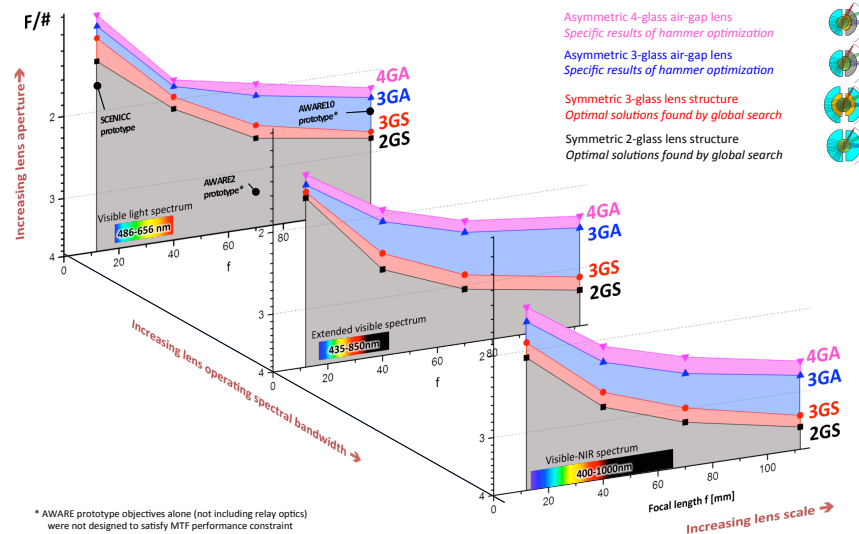 F/#
Increasing lens aperture→
2
3
4
0
20
40
60
80
f
SCENICC
prototype
AWARE2
prototype*
AWARE10
prototype*
4GA
3GA
3GS
2GS
Visible light spectrum
486-656 nm
Asymmetric 4-glass air-gap lens
Specific results of hammer optimization
Asymmetric 3-glass air-gap lens
Specific results of hammer optimization
Symmetric 3-glass lens structure
Optimal solutions found by global search
Symmetric 2-glass lens structure
Optimal solutions found by global search
2
3
4
0
20
40
60
80
f
4GA
3GA
3GS
2GS
Extended visible spectrum
435-850nm
Increasing lens operating spectral bandwidth →
2
3
4
0
20
40
60
80
100
4GA
3GA
3GS
2GS
Visible-NIR spectrum
400-1000nm
Focal length f [mm]
Increasing lens scale →
* AWARE prototype objectives alone (not including relay optics)
were not designed to satisfy MTF performance constraint